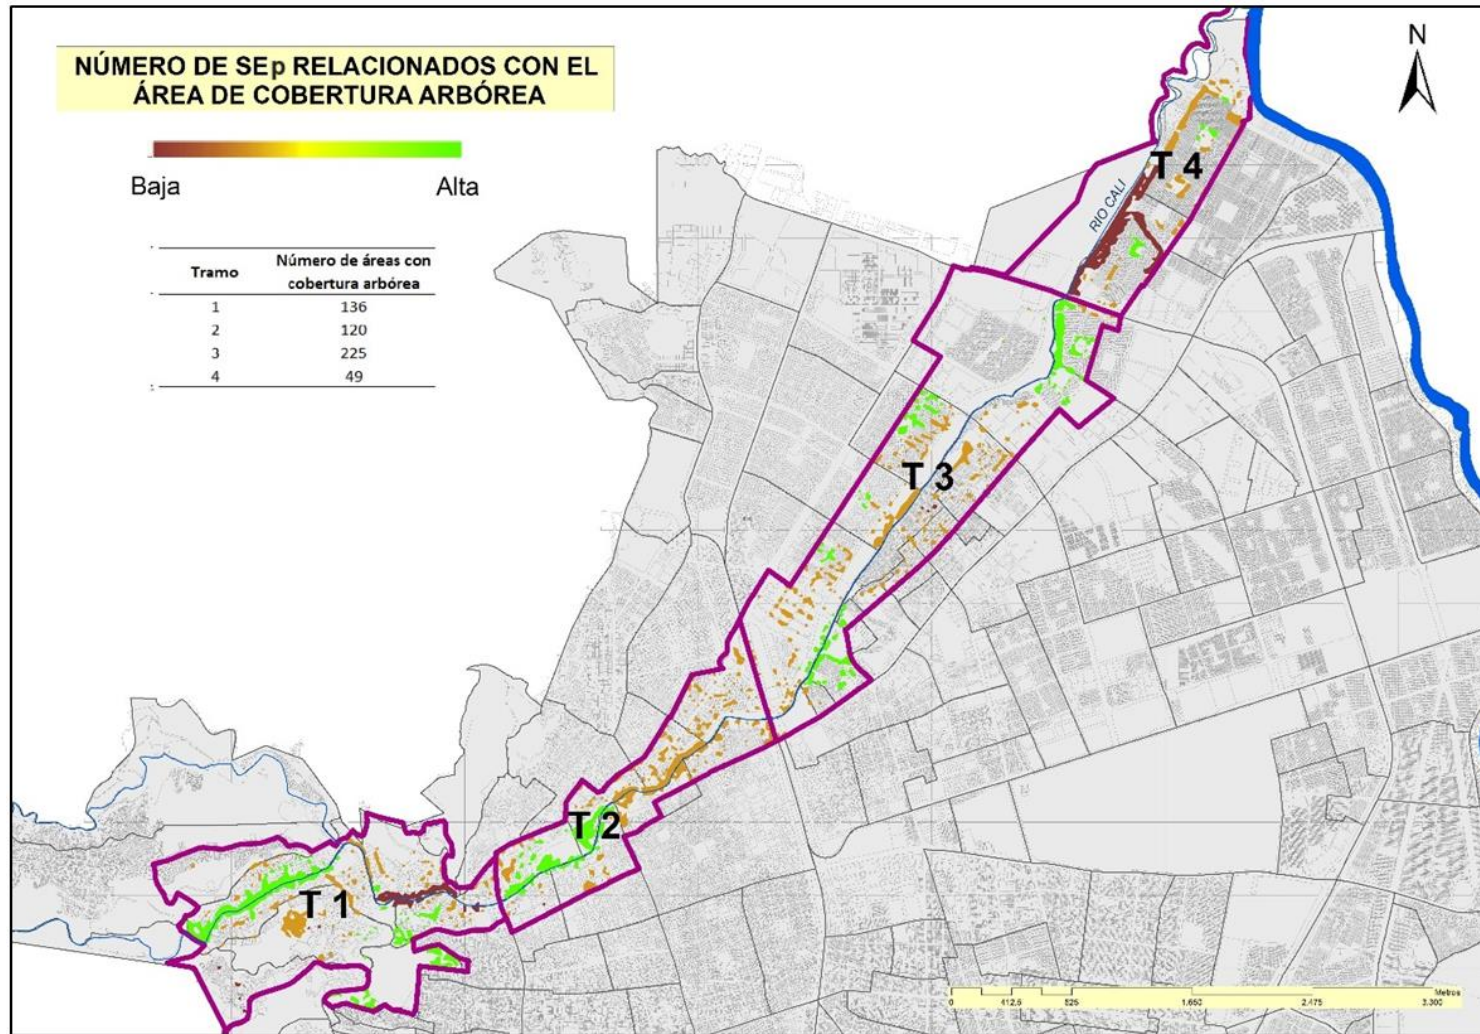 NÚMERO DE SEp RELACIONADOS CON EL
ÁREA DE COBERTURA ARBÓREA
Baja Alta
Tramo Número de áreas con
cobertura arbórea
1 136
2 120
3 225
4 49
N
T 4
RIO CALI
T 3
T 2
T 1
Metros
0 412,5 825 1.650 2.475 3.300